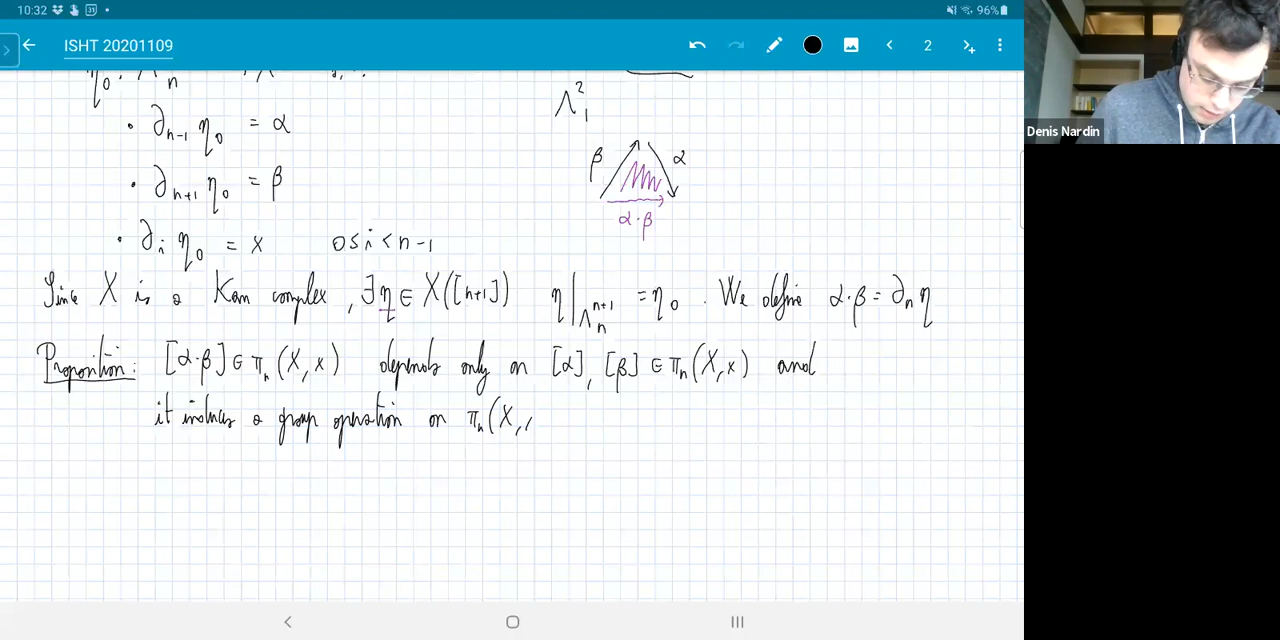 10:32 31 96%
ISHT 20201109 2
η₀ : Λ n
Λ²₁
• ∂ₙ₋₁ η₀ = α
β α
• ∂ₙ₊₁ η₀ = β
α·β
• ∂ᵢ η₀ = x 0≤i<n-1
Since X is a Kan complex, ∃ η ∈ X([n+1]) η|_{Λⁿ⁺¹ₙ} = η₀. We define α·β = ∂ₙ η
Proposition: [α·β] ∈ πₙ(X,x) depends only on [α], [β] ∈ πₙ(X,x) and
it induces a group operation on πₙ(X,
Denis Nardin